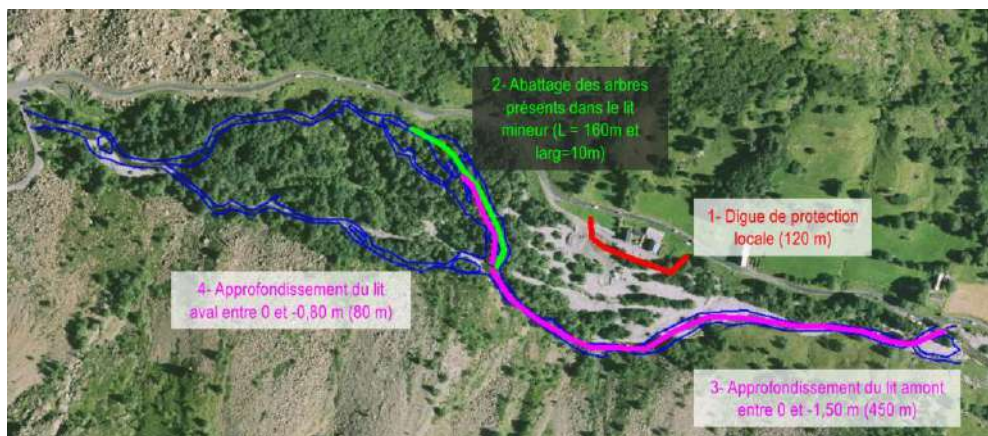 2- Abattage des arbres
présents dans le lit
mineur (L = 160m et
larg=10m)
1- Digue de protection
locale (120 m)
4- Approfondissement du lit
aval entre 0 et -0,80 m (80 m)
3- Approfondissement du lit amont
entre 0 et -1,50 m (450 m)